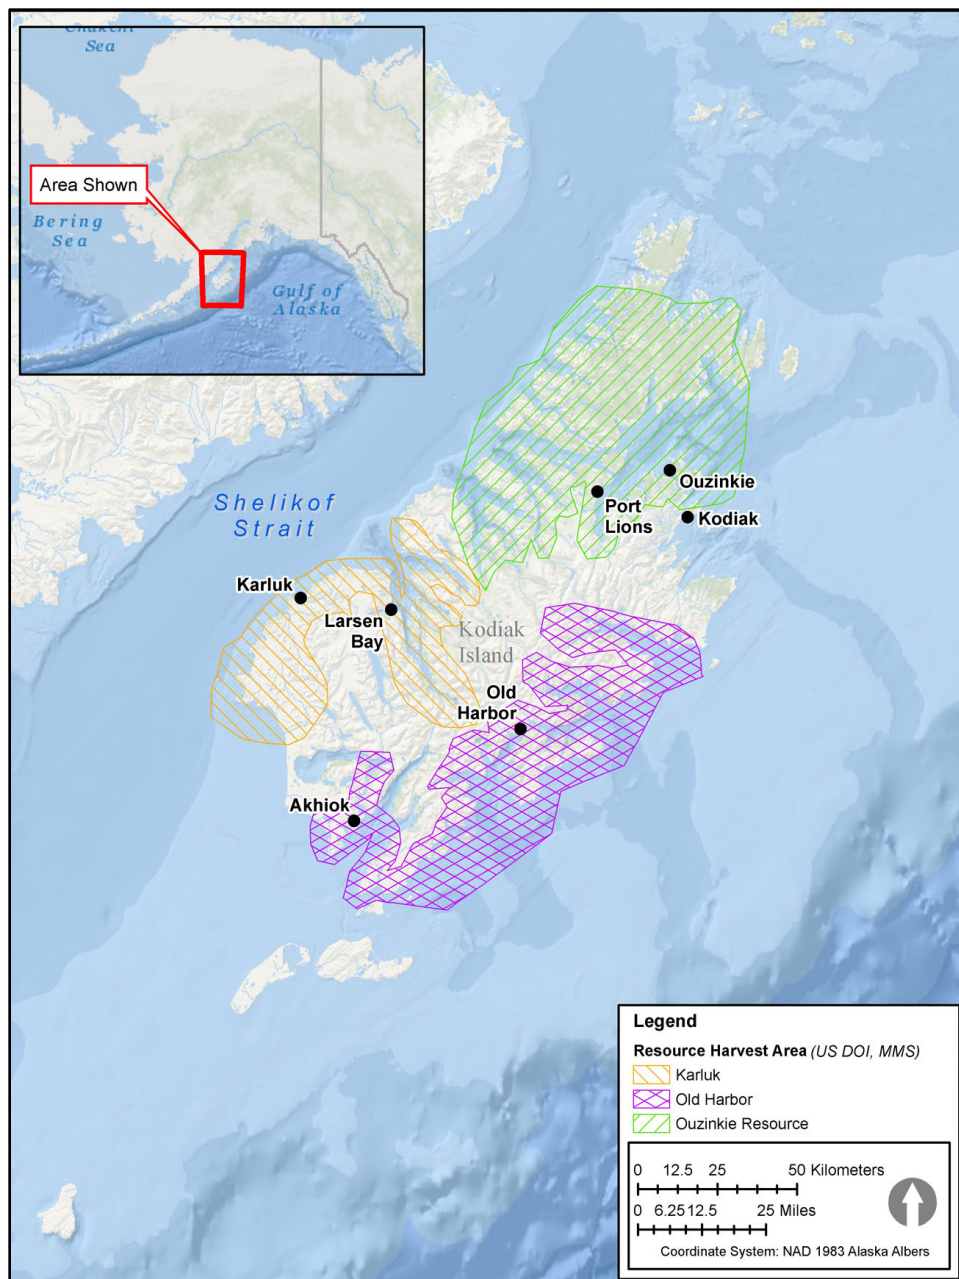 Chukchi
Sea
Area Shown
Bering
Sea
Gulf of
Alaska
Shelikof
Strait
Ouzinkie
Port
Lions
Kodiak
Karluk
Larsen
Bay
Kodiak
Island
Old
Harbor
Akhiok
Legend
Resource Harvest Area (US DOI, MMS)
Karluk
Old Harbor
Ouzinkie Resource
0 12.5 25 50 Kilometers
0 6.25 12.5 25 Miles
Coordinate System: NAD 1983 Alaska Albers